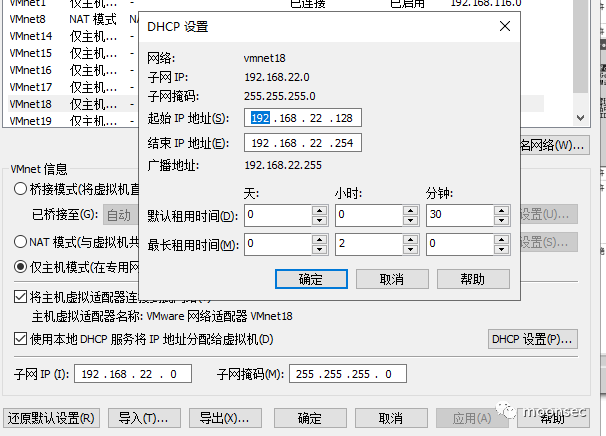 VMnet1 仅主机... - 已连接 已启用 192.168.116.0
VMnet8 NAT 模式 N
VMnet14 仅主机... -
VMnet15 仅主机... -
VMnet16 仅主机... -
VMnet17 仅主机... -
VMnet18 仅主机... -
VMnet19 仅主机... -
DHCP 设置
网络: vmnet18
子网 IP: 192.168.22.0
子网掩码: 255.255.255.0
起始 IP 地址(S): 192 .168 . 22 .128
结束 IP 地址(E): 192 .168 . 22 .254
广播地址: 192.168.22.255
天: 小时: 分钟:
默认租用时间(D): 0 0 30
最长租用时间(M): 0 2 0
确定 取消 帮助
名网络(W)...
VMnet 信息
桥接模式(将虚拟机直
已桥接至(G): 自动 设置(U)...
NAT 模式(与虚拟机共 设置(S)...
仅主机模式(在专用网
将主机虚拟适配器连接
主机虚拟适配器名称: VMware 网络适配器 VMnet18
使用本地 DHCP 服务将 IP 地址分配给虚拟机(D) DHCP 设置(P)...
子网 IP (I): 192 .168 . 22 . 0 子网掩码(M): 255 .255 .255 . 0
moonsec
还原默认设置(R) 导入(T)... 导出(X)... 确定 取消 应用(A) 帮助